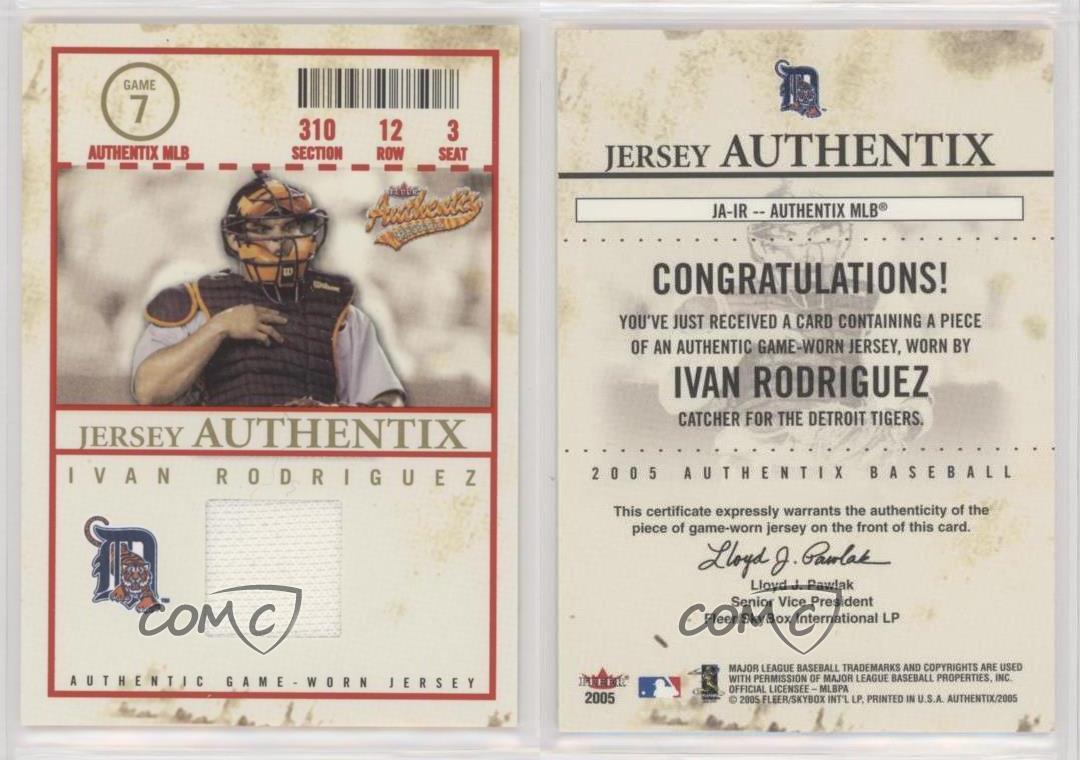 GAME
7
AUTHENTIX MLB
310 12 3
SECTION ROW SEAT
FLEER
Authentix
BASEBALL
W
Wilson
JERSEY AUTHENTIX
IVAN RODRIGUEZ
D
COMC
AUTHENTIC GAME-WORN JERSEY
D
JERSEY AUTHENTIX
JA-IR -- AUTHENTIX MLB®
CONGRATULATIONS!
YOU'VE JUST RECEIVED A CARD CONTAINING A PIECE
OF AN AUTHENTIC GAME-WORN JERSEY, WORN BY
IVAN RODRIGUEZ
CATCHER FOR THE DETROIT TIGERS.
2005 AUTHENTIX BASEBALL
This certificate expressly warrants the authenticity of the
piece of game-worn jersey on the front of this card.
Lloyd J. Pawlak
Lloyd J. Pawlak
Senior Vice President
Fleer SkyBox International LP
COMC
FLEER
2005
MAJOR LEAGUE BASEBALL TRADEMARKS AND COPYRIGHTS ARE USED
WITH PERMISSION OF MAJOR LEAGUE BASEBALL PROPERTIES, INC.
OFFICIAL LICENSEE – MLBPA
© 2005 FLEER/SKYBOX INT'L LP, PRINTED IN U.S.A. AUTHENTIX/2005